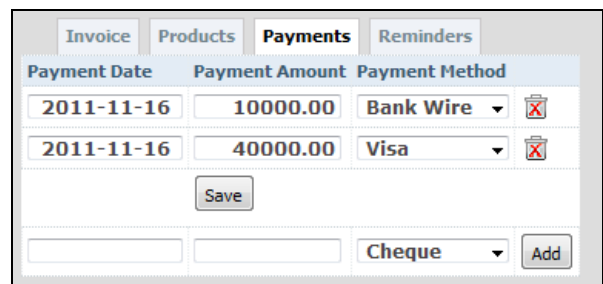 Invoice Products Payments Reminders
Payment Date Payment Amount Payment Method
2011-11-16 10000.00 Bank Wire
2011-11-16 40000.00 Visa
Save
Cheque Add